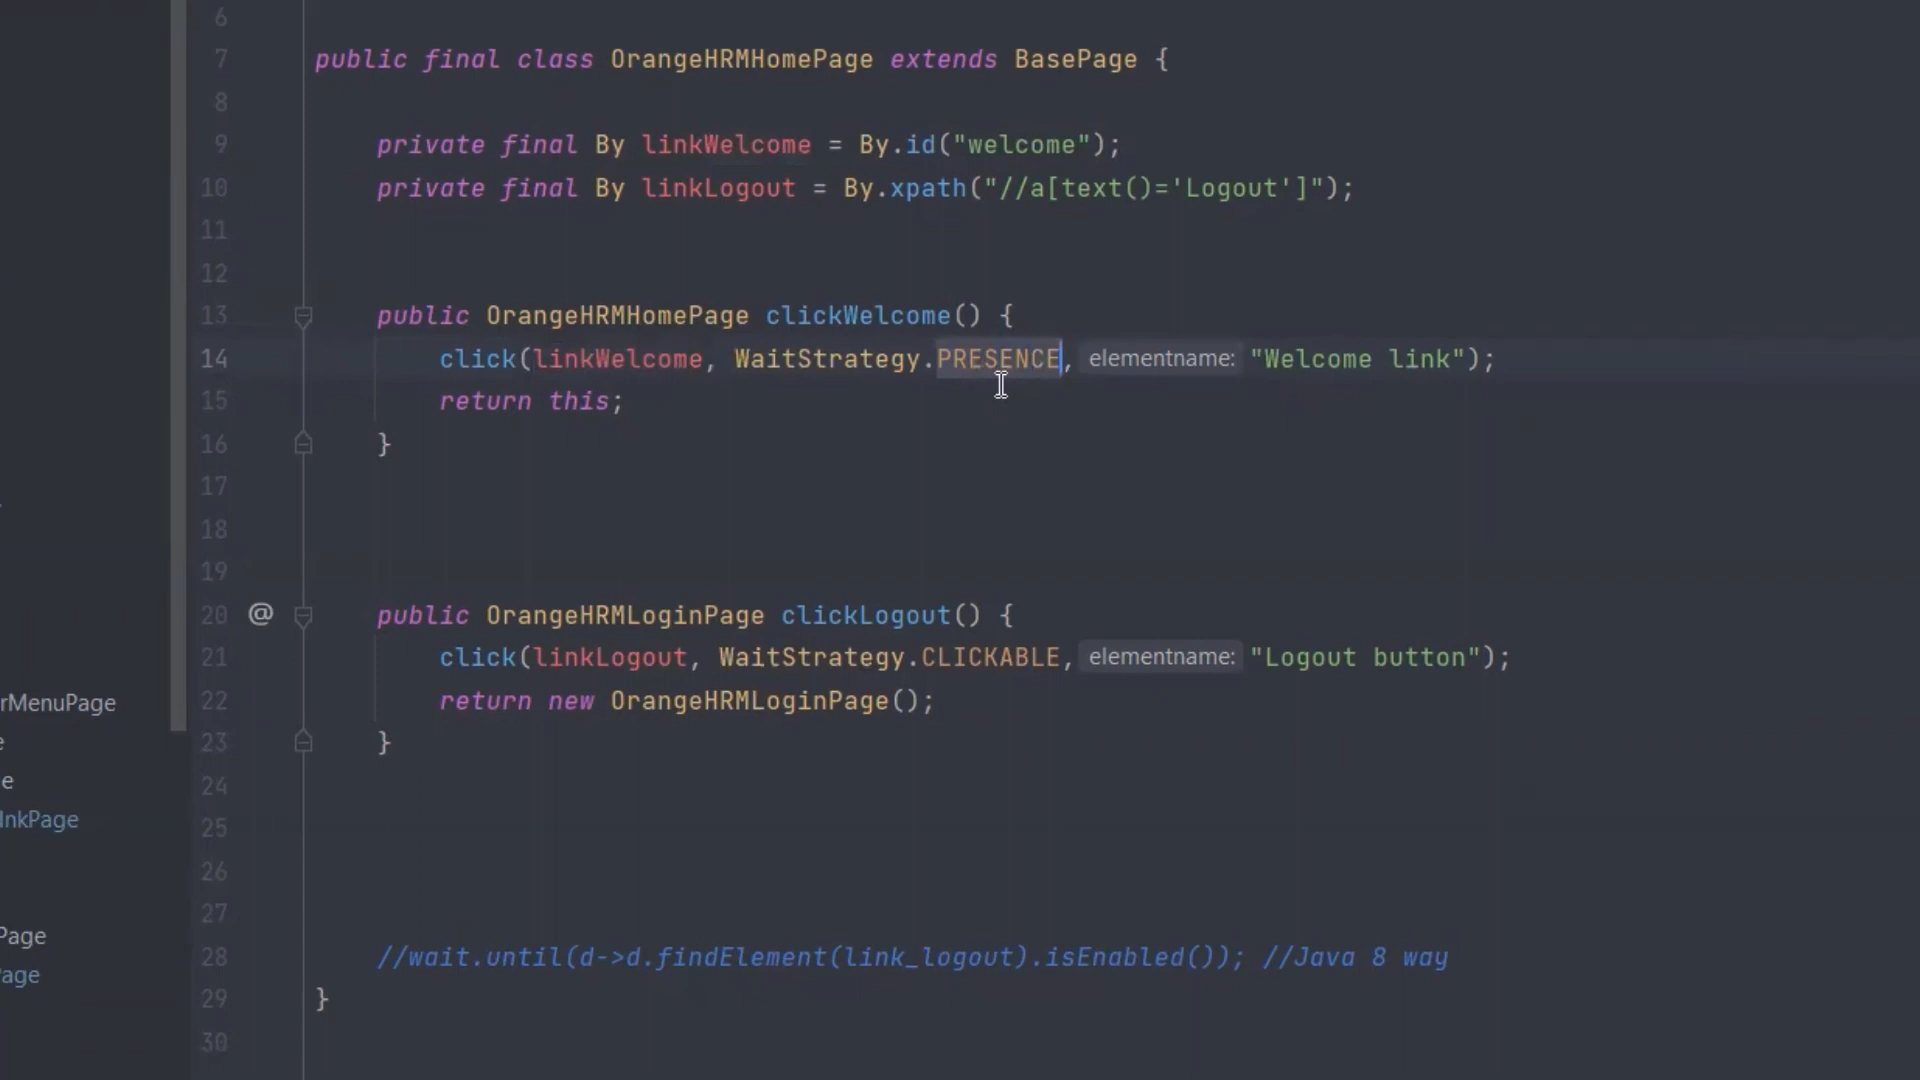 6
7 public final class OrangeHRMHomePage extends BasePage {
8
9 private final By linkWelcome = By.id("welcome");
10 private final By linkLogout = By.xpath("//a[text()='Logout']");
11
12
13 public OrangeHRMHomePage clickWelcome() {
14 click(linkWelcome, WaitStrategy.PRESENCE, elementname: "Welcome link");
15 return this;
16 }
17
18
19
20 @ public OrangeHRMLoginPage clickLogout() {
21 click(linkLogout, WaitStrategy.CLICKABLE, elementname: "Logout button");
22 return new OrangeHRMLoginPage();
rMenuPage
23 }
e
24
e
InkPage
25
26
27
Page
28 //wait.until(d->d.findElement(link_logout).isEnabled()); //Java 8 way
age
29 }
30